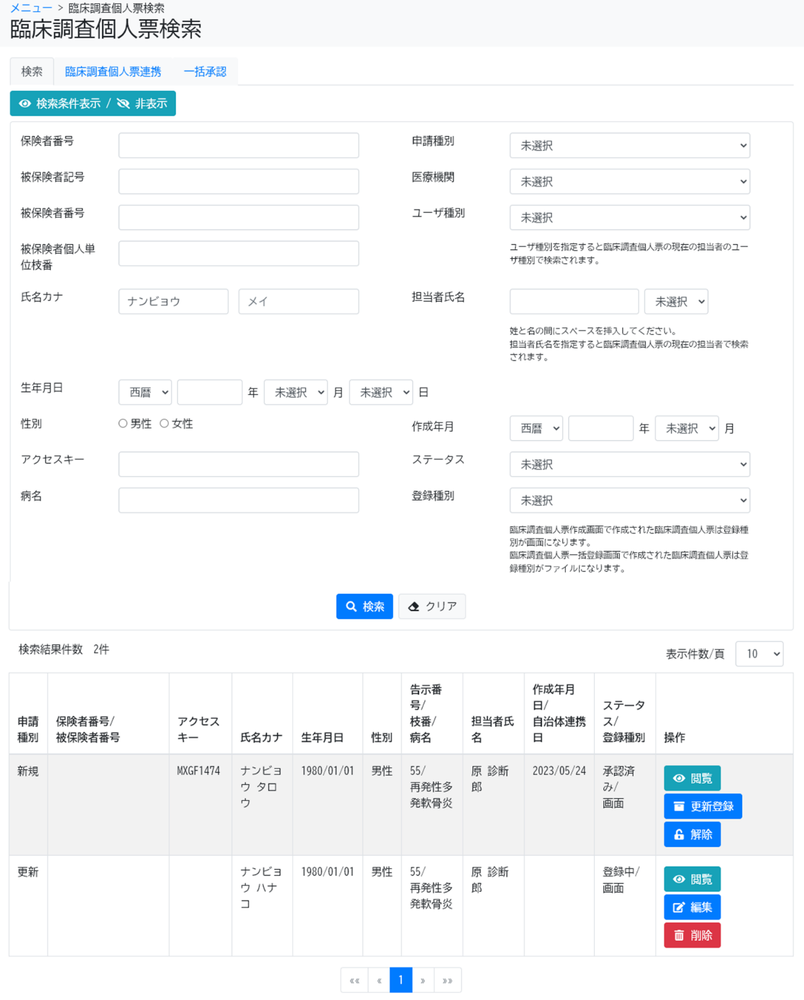 メニュー > 臨床調査個人票検索
臨床調査個人票検索
検索 臨床調査個人票連携 一括承認
検索条件表示 / 非表示
保険者番号 申請種別 未選択
被保険者記号 医療機関 未選択
被保険者番号 ユーザ種別 未選択
被保険者個人単
位枝番
ユーザ種別を指定すると臨床調査個人票の現在の担当者のユー
ザ種別で検索されます。
氏名カナ ナンビョウ メイ 担当者氏名 未選択
姓と名の間にスペースを挿入してください。
担当者氏名を指定すると臨床調査個人票の現在の担当者で検索
されます。
生年月日 西暦 年 未選択 月 未選択 日
性別 男性 女性 作成年月 西暦 年 未選択 月
アクセスキー ステータス 未選択
病名 登録種別 未選択
臨床調査個人票作成画面で作成された臨床調査個人票は登録種
別が画面になります。
臨床調査個人票一括登録画面で作成された臨床調査個人票は登
録種別がファイルになります。
検索 クリア
検索結果件数 2件 表示件数/頁 10
申請
種別
保険者番号/
被保険者番号
アクセス
キー
氏名カナ
生年月日
性別
告示番
号/
枝番/
病名
担当者氏
名
作成年月
日/
自治体連携
日
ステータ
ス/
登録種別
操作
新規
MXGF1474
ナンビョ
ウ タロ
ウ
1980/01/01
男性
55/
再発性多
発軟骨炎
原 診断
郎
2023/05/24
承認済
み/
画面
閲覧
更新登録
解除
更新
ナンビョ
ウ ハナ
コ
1980/01/01
男性
55/
再発性多
発軟骨炎
原 診断
郎
登録中/
画面
閲覧
編集
削除
«« « 1 » »»